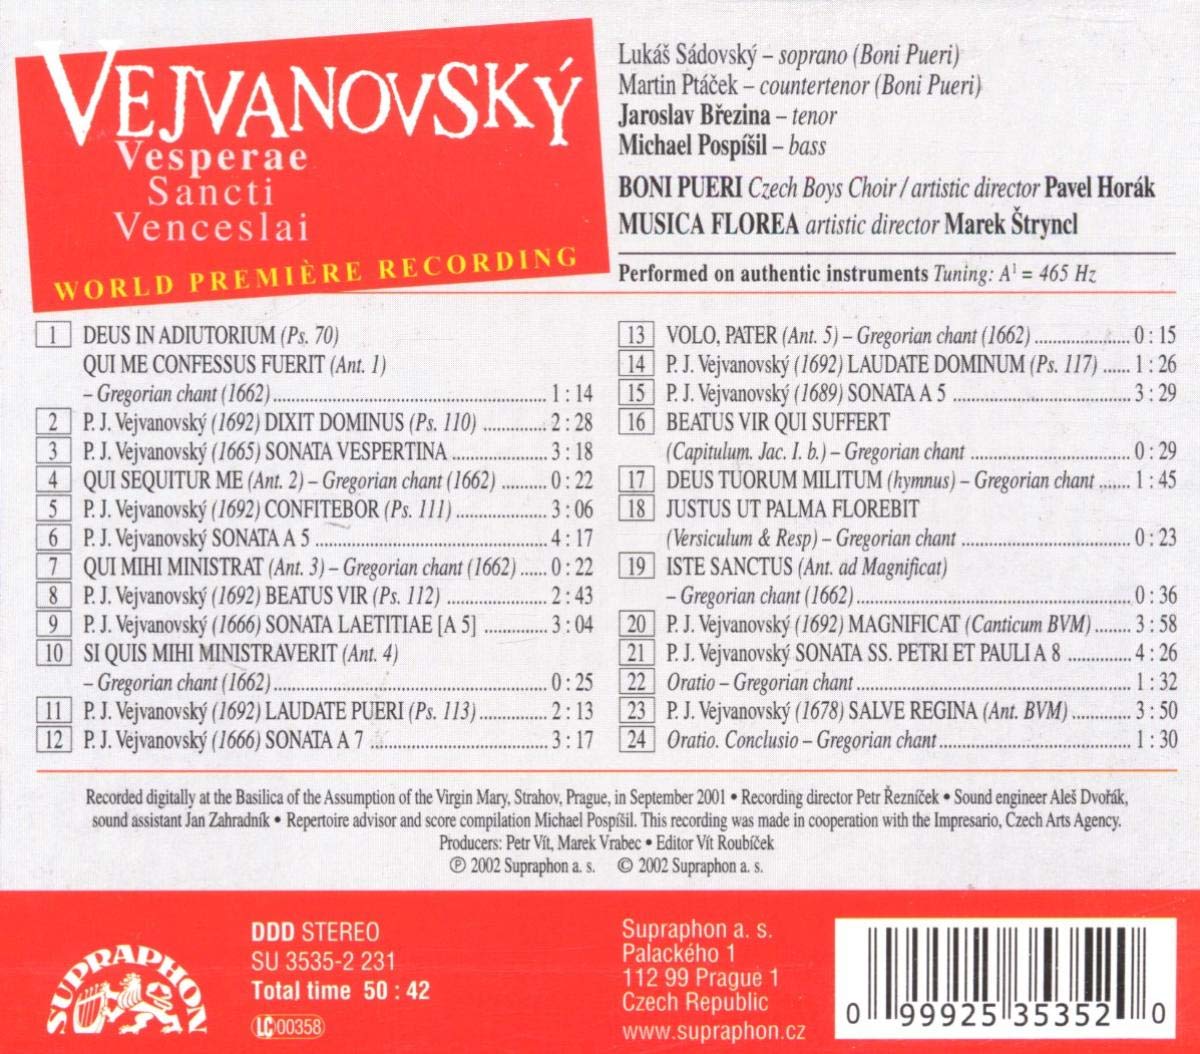 VEJVANOVSKÝ
Vesperae
Sancti
Venceslai
WORLD PREMIÈRE RECORDING
Lukáš Sádovský – soprano (Boni Pueri)
Martin Ptáček – countertenor (Boni Pueri)
Jaroslav Březina – tenor
Michael Pospíšil – bass
BONI PUERI Czech Boys Choir / artistic director Pavel Horák
MUSICA FLOREA artistic director Marek Štryncl
Performed on authentic instruments Tuning: A¹ = 465 Hz
1 DEUS IN ADIUTORIUM (Ps. 70)
QUI ME CONFESSUS FUERIT (Ant. 1)
– Gregorian chant (1662) 1 : 14
2 P. J. Vejvanovský (1692) DIXIT DOMINUS (Ps. 110) 2 : 28
3 P. J. Vejvanovský (1665) SONATA VESPERTINA 3 : 18
4 QUI SEQUITUR ME (Ant. 2) – Gregorian chant (1662) 0 : 22
5 P. J. Vejvanovský (1692) CONFITEBOR (Ps. 111) 3 : 06
6 P. J. Vejvanovský SONATA A 5 4 : 17
7 QUI MIHI MINISTRAT (Ant. 3) – Gregorian chant (1662) 0 : 22
8 P. J. Vejvanovský (1692) BEATUS VIR (Ps. 112) 2 : 43
9 P. J. Vejvanovský (1666) SONATA LAETITIAE [A 5] 3 : 04
10 SI QUIS MIHI MINISTRAVERIT (Ant. 4)
– Gregorian chant (1662) 0 : 25
11 P. J. Vejvanovský (1692) LAUDATE PUERI (Ps. 113) 2 : 13
12 P. J. Vejvanovský (1666) SONATA A 7 3 : 17
13 VOLO, PATER (Ant. 5) – Gregorian chant (1662) 0 : 15
14 P. J. Vejvanovský (1692) LAUDATE DOMINUM (Ps. 117) 1 : 26
15 P. J. Vejvanovský (1689) SONATA A 5 3 : 29
16 BEATUS VIR QUI SUFFERT
(Capitulum. Jac. I. b.) – Gregorian chant 0 : 29
17 DEUS TUORUM MILITUM (hymnus) – Gregorian chant 1 : 45
18 JUSTUS UT PALMA FLOREBIT
(Versiculum & Resp) – Gregorian chant 0 : 23
19 ISTE SANCTUS (Ant. ad Magnificat)
– Gregorian chant (1662) 0 : 36
20 P. J. Vejvanovský (1692) MAGNIFICAT (Canticum BVM) 3 : 58
21 P. J. Vejvanovský SONATA SS. PETRI ET PAULI A 8 4 : 26
22 Oratio – Gregorian chant 1 : 32
23 P. J. Vejvanovský (1678) SALVE REGINA (Ant. BVM) 3 : 50
24 Oratio. Conclusio – Gregorian chant 1 : 30
Recorded digitally at the Basilica of the Assumption of the Virgin Mary, Strahov, Prague, in September 2001 • Recording director Petr Řezníček • Sound engineer Aleš Dvořák,
sound assistant Jan Zahradník • Repertoire advisor and score compilation Michael Pospíšil. This recording was made in cooperation with the Impresario, Czech Arts Agency.
Producers: Petr Vít, Marek Vrabec • Editor Vít Roubíček
℗ 2002 Supraphon a. s. © 2002 Supraphon a. s.
SUPRAPHON
DDD STEREO
SU 3535-2 231
Total time 50 : 42
LC 00358
Supraphon a. s.
Palackého 1
112 99 Prague 1
Czech Republic
www.supraphon.cz
0 99925 35352 0